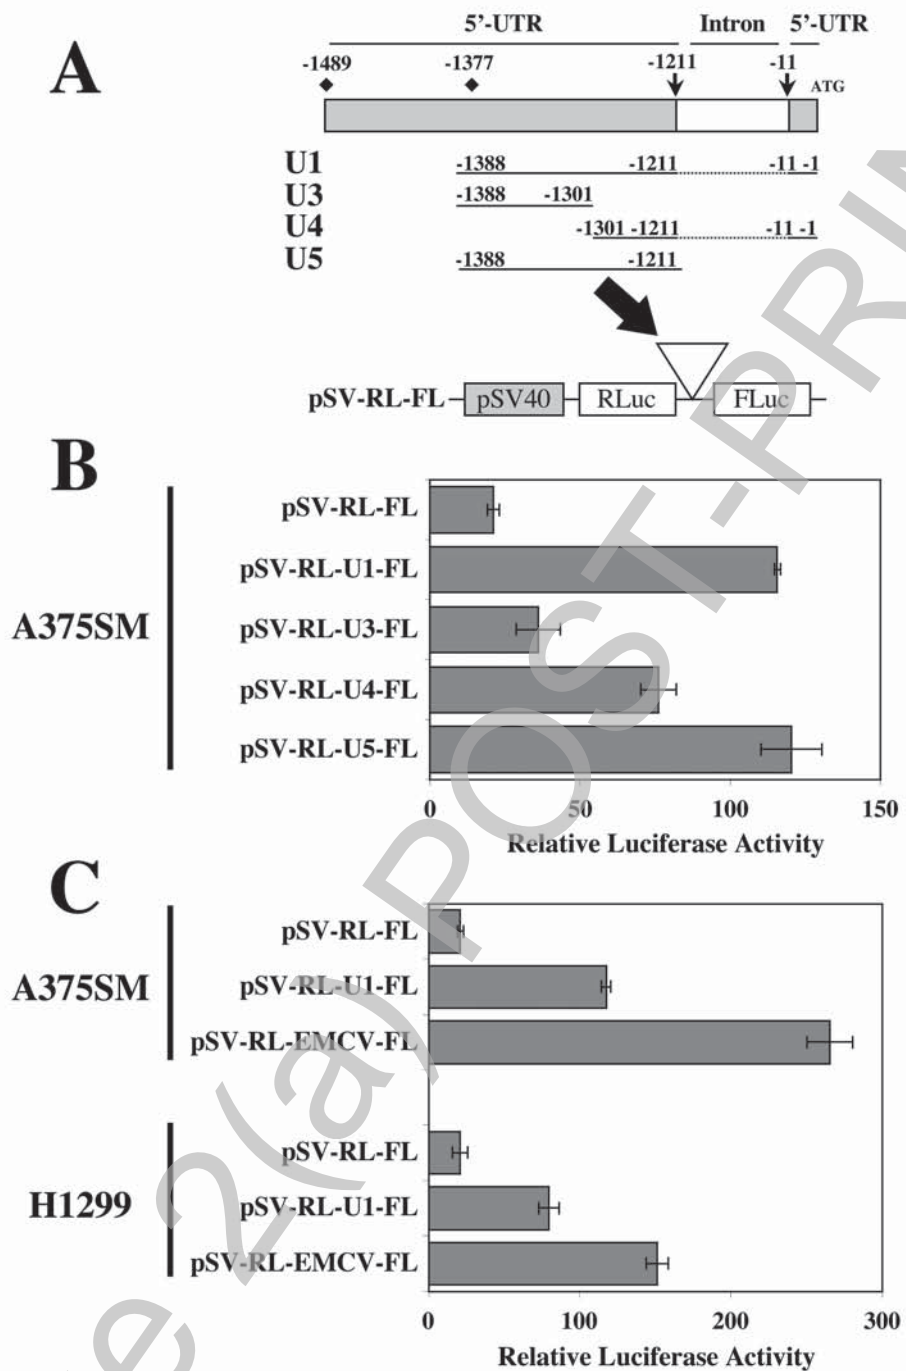 A
5'-UTR Intron 5'-UTR
-1489 -1377 -1211 -11 ATG
U1 -1388 -1211 -11 -1
U3 -1388 -1301
U4 -1301 -1211 -11 -1
U5 -1388 -1211
pSV-RL-FL pSV40 RLuc FLuc
B
A375SM
pSV-RL-FL
pSV-RL-U1-FL
pSV-RL-U3-FL
pSV-RL-U4-FL
pSV-RL-U5-FL
0 50 100 150
Relative Luciferase Activity
C
A375SM
pSV-RL-FL
pSV-RL-U1-FL
pSV-RL-EMCV-FL
H1299
pSV-RL-FL
pSV-RL-U1-FL
pSV-RL-EMCV-FL
0 100 200 300
Relative Luciferase Activity
e 2(a) POST-PRI